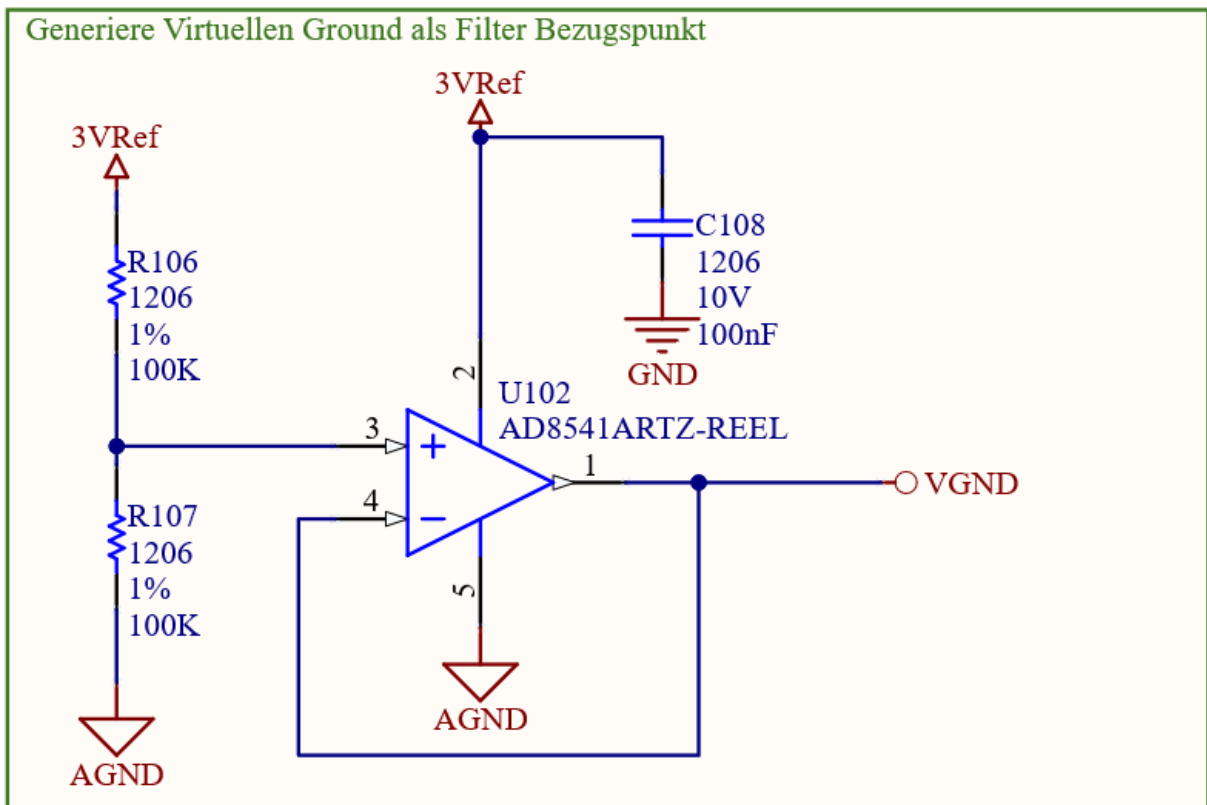 Generiere Virtuellen Ground als Filter Bezugspunkt
3VRef
3VRef
R106
1206
1%
100K
C108
1206
10V
100nF
GND
2
U102
AD8541ARTZ-REEL
3
+
1
VGND
4
−
R107
1206
1%
100K
5
AGND
AGND